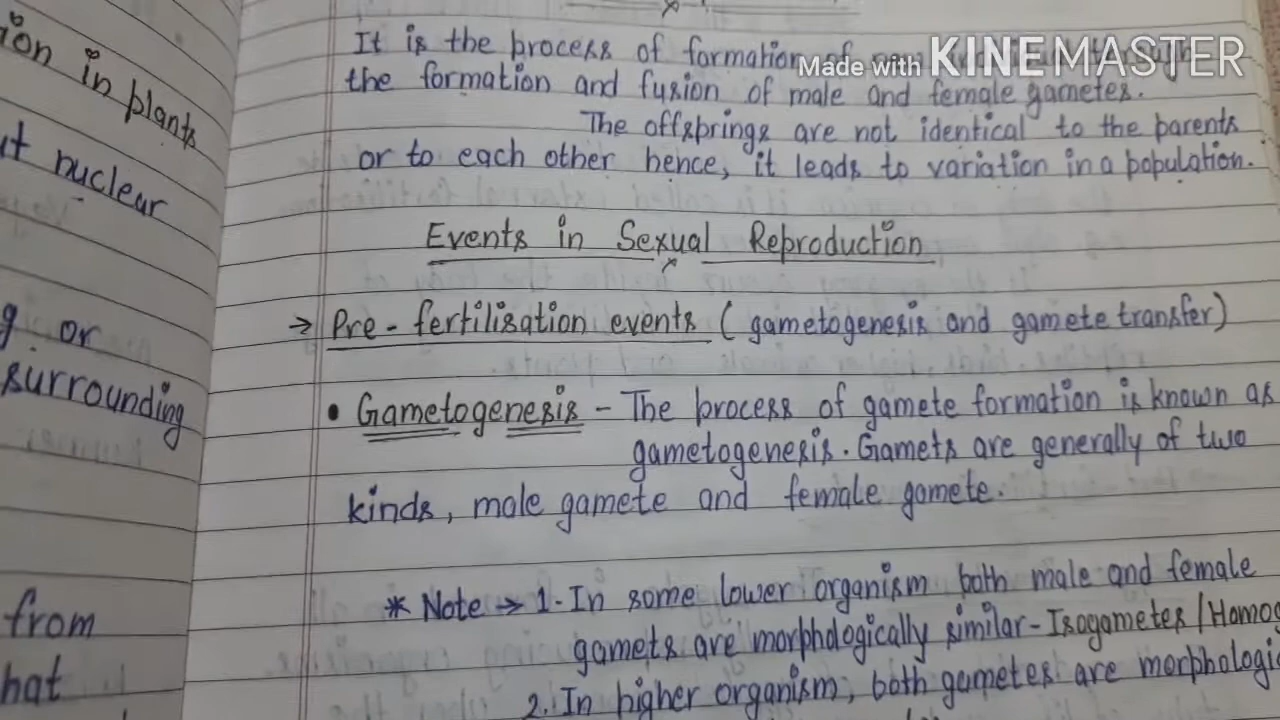 ion in plants
ut nuclear
g or
surrounding
from
hat
It is the process of formation of
Made with KINEMASTER
the formation and fusion of male and female gametes.
The offsprings are not identical to the parents
or to each other hence, it leads to variation in a population.
Events in Sexual Reproduction
→ Pre-fertilisation events (gametogenesis and gamete transfer)
• Gametogenesis - The process of gamete formation is known as
gametogenesis. Gamets are generally of two
kinds, male gamete and female gamete.
* Note → 1. In some lower organism both male and female
gamets are morphologically similar - Isogametes / Homog
2. In higher organism, both gametes are morphologi